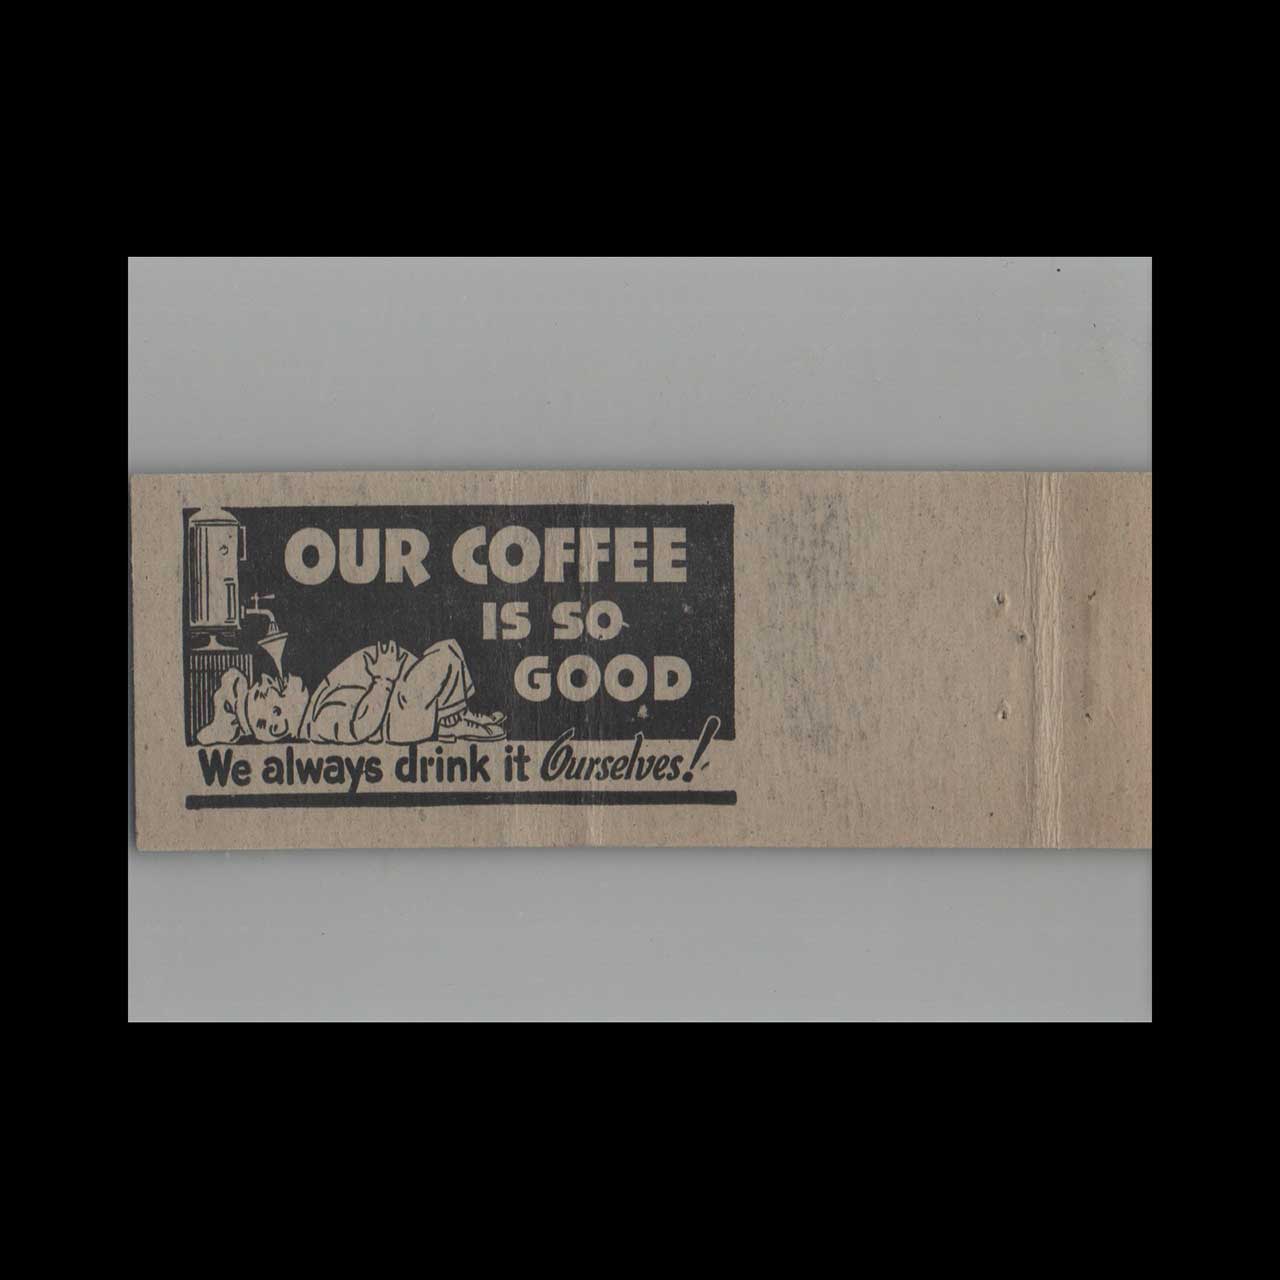 OUR COFFEE
IS SO
GOOD
We always drink it Ourselves!